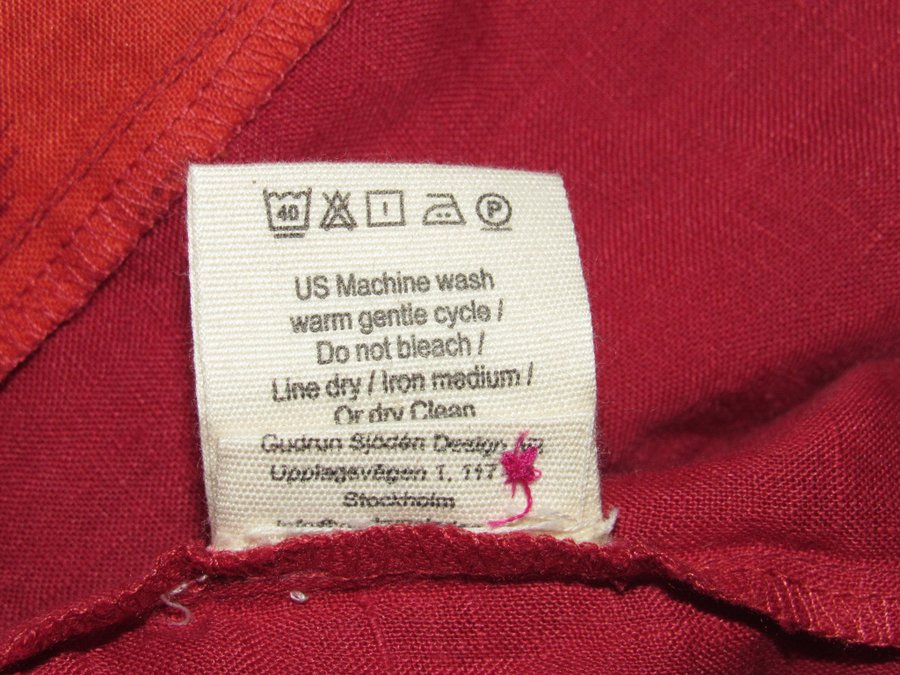 40 I P
US Machine wash
warm gentle cycle /
Do not bleach /
Line dry / Iron medium /
Or dry Clean
Gudrun Sjödén Design
Upplagsvägen 1, 117
Stockholm